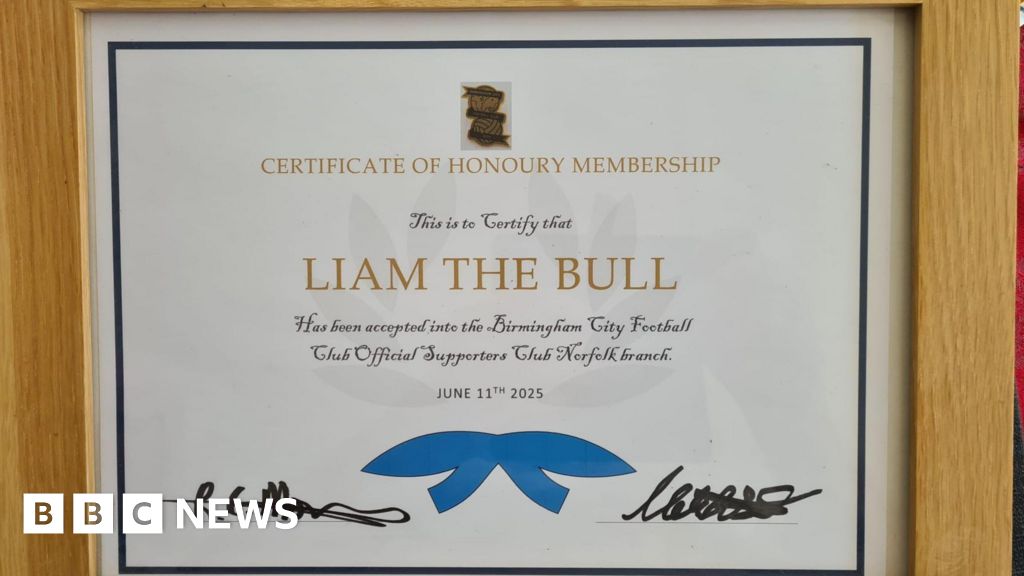 CERTIFICATE OF HONOURY MEMBERSHIP
This is to Certify that
LIAM THE BULL
Has been accepted into the Birmingham City Football
Club Official Supporters Club Norfolk branch.
JUNE 11TH 2025
BBC NEWS